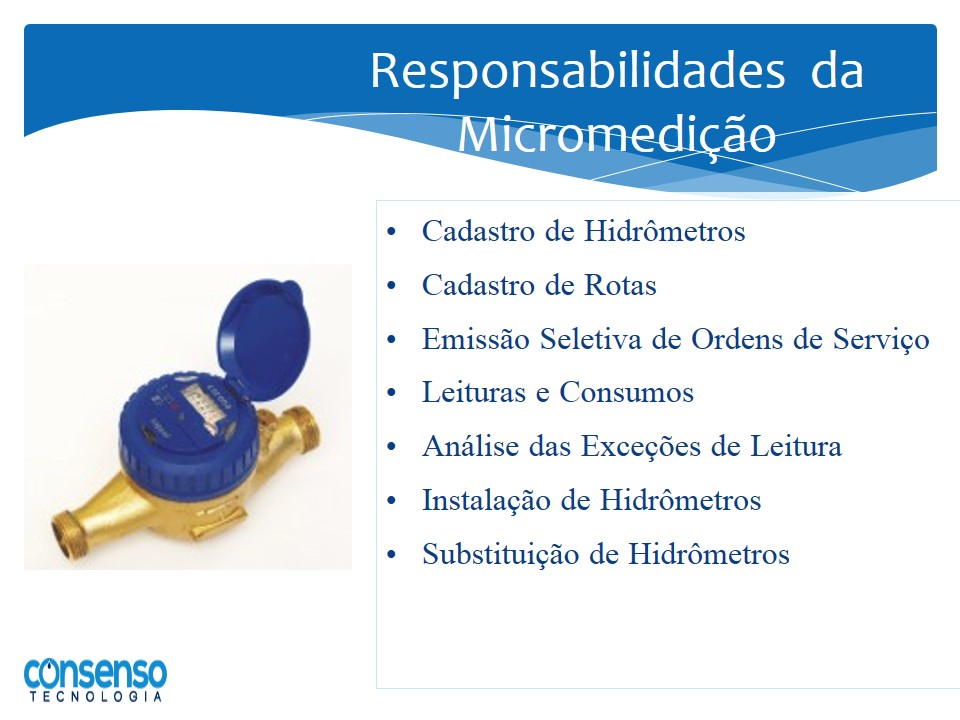 Responsabilidades da
Micromedição
• Cadastro de Hidrômetros
• Cadastro de Rotas
• Emissão Seletiva de Ordens de Serviço
• Leituras e Consumos
• Análise das Exceções de Leitura
• Instalação de Hidrômetros
• Substituição de Hidrômetros
consenso
TECNOLOGIA